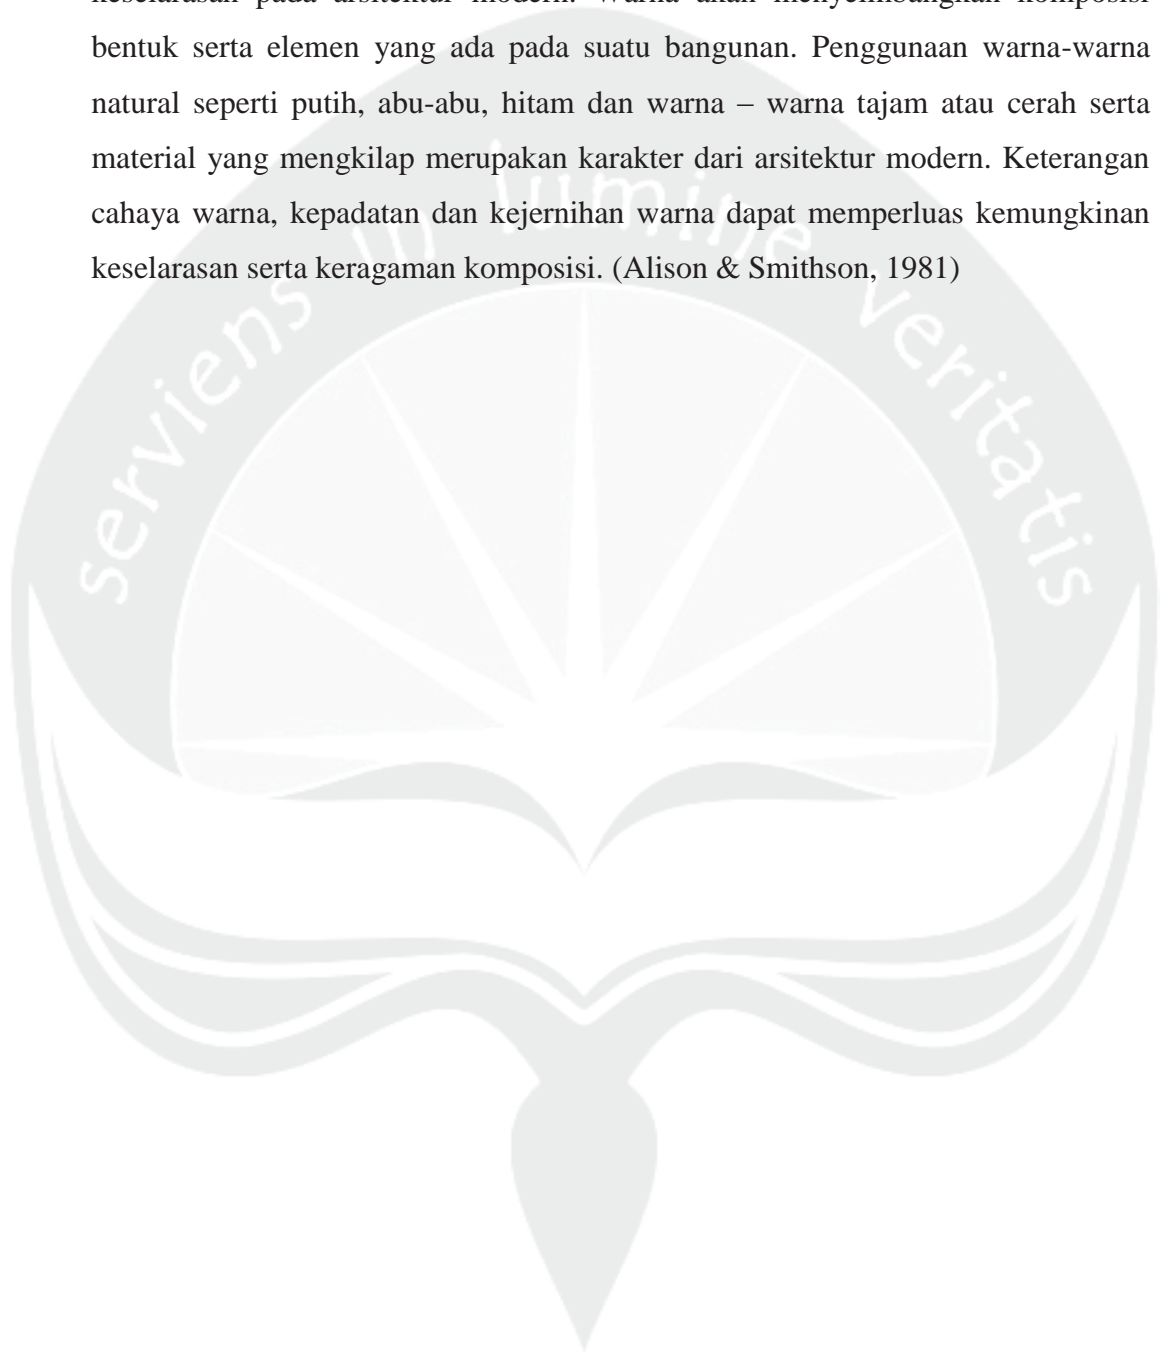 keselarasan pada arsitektur modern. Warna akan menyeimbangkan komposisi
bentuk serta elemen yang ada pada suatu bangunan. Penggunaan warna-warna
natural seperti putih, abu-abu, hitam dan warna – warna tajam atau cerah serta
material yang mengkilap merupakan karakter dari arsitektur modern. Keterangan
cahaya warna, kepadatan dan kejernihan warna dapat memperluas kemungkinan
keselarasan serta keragaman komposisi. (Alison & Smithson, 1981)
serviens in lumine veritatis